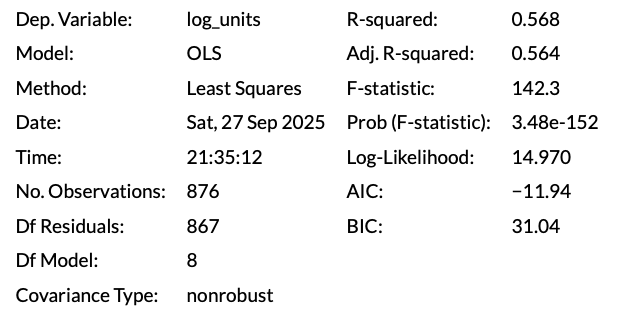 Dep. Variable: log_units R-squared: 0.568
Model: OLS Adj. R-squared: 0.564
Method: Least Squares F-statistic: 142.3
Date: Sat, 27 Sep 2025 Prob (F-statistic): 3.48e-152
Time: 21:35:12 Log-Likelihood: 14.970
No. Observations: 876 AIC: −11.94
Df Residuals: 867 BIC: 31.04
Df Model: 8
Covariance Type: nonrobust